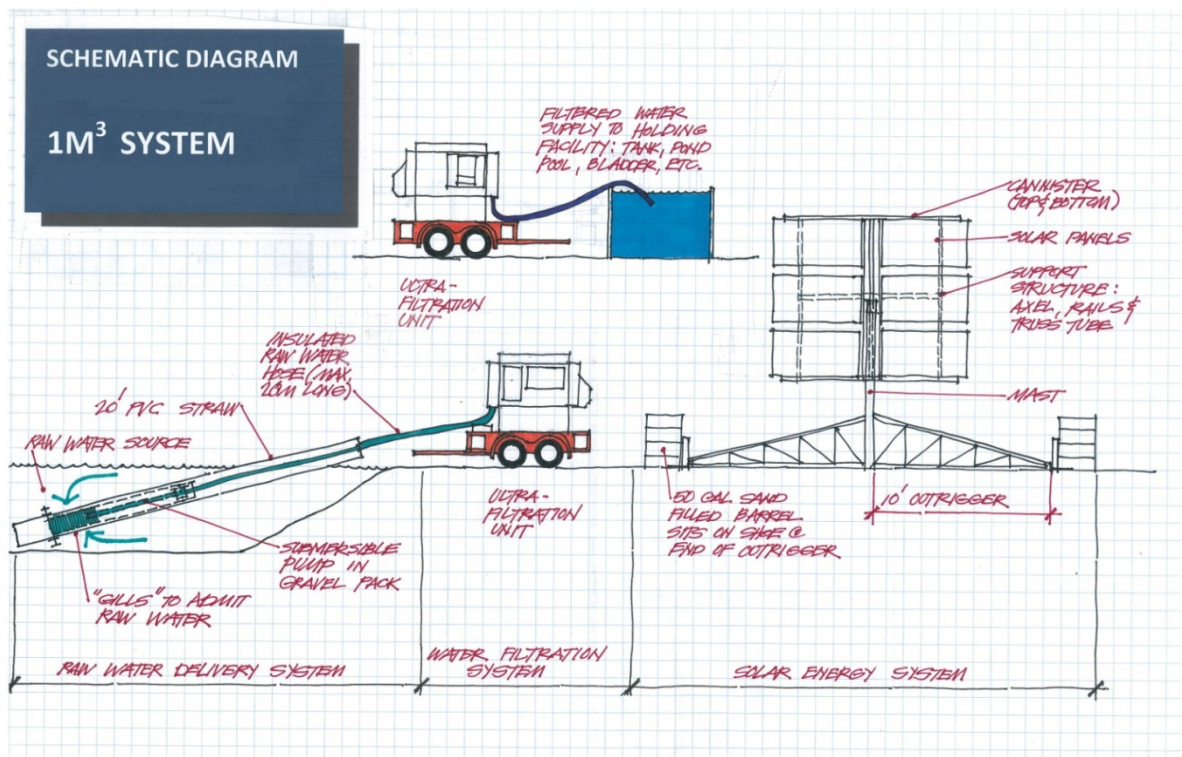 SCHEMATIC DIAGRAM
1M³ SYSTEM
FILTERED WATER
SUPPLY TO HOLDING
FACILITY: TANK, POND
POOL, BLADDER, ETC.
ULTRA-
FILTRATION
UNIT
CANNISTER
(TOP & BOTTOM)
SOLAR PANELS
SUPPORT
STRUCTURE:
AXEL, RAILS &
TRUSS TUBE
MAST
INSULATED
RAW WATER
HOSE (MAX.
20M LONG)
20' PVC STRAW
RAW WATER SOURCE
ULTRA-
FILTRATION
UNIT
50 GAL SAND
FILLED BARREL
SITS ON SHOE @
END OF OUTRIGGER
10' OUTRIGGER
SUBMERSIBLE
PUMP IN
GRAVEL PACK
"GILLS" TO ADMIT
RAW WATER
RAW WATER DELIVERY SYSTEM
WATER FILTRATION
SYSTEM
SOLAR ENERGY SYSTEM